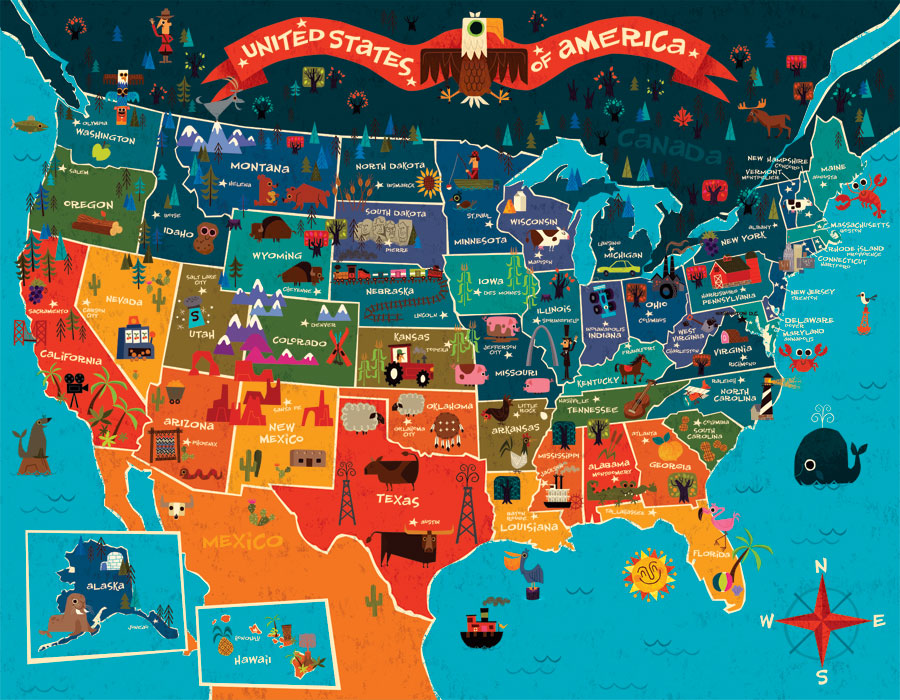 UNITED STATES
OF AMERICA
CANADA
OLYMPIA
WASHINGTON
SALEM
OREGON
BOISE
IDAHO
MONTANA
HELENA
NORTH DAKOTA
BISMARCK
SOUTH DAKOTA
PIERRE
WYOMING
CHEYENNE
NEBRASKA
LINCOLN
ST. PAUL
MINNESOTA
WISCONSIN
MADISON
LANSING
MICHIGAN
IOWA
DES MOINES
ILLINOIS
SPRINGFIELD
INDIANAPOLIS
INDIANA
OHIO
COLUMBUS
NEW HAMPSHIRE
CONCORD
VERMONT
MONTPELIER
MAINE
AUGUSTA
ALBANY
NEW YORK
MASSACHUSETTS
BOSTON
RHODE ISLAND
PROVIDENCE
CONNECTICUT
HARTFORD
HARRISBURG
PENNSYLVANIA
NEW JERSEY
TRENTON
DELAWARE
DOVER
MARYLAND
ANNAPOLIS
WEST
VIRGINIA
CHARLESTON
VIRGINIA
RICHMOND
SACRAMENTO
CALIFORNIA
NEVADA
CARSON
CITY
SALT LAKE
CITY
UTAH
DENVER
COLORADO
KANSAS
TOPEKA
JEFFERSON
CITY
MISSOURI
FRANKFORT
KENTUCKY
NASHVILLE
TENNESSEE
RALEIGH
NORTH
CAROLINA
COLUMBIA
SOUTH
CAROLINA
ARIZONA
PHOENIX
SANTA FE
NEW
MEXICO
OKLAHOMA
OKLAHOMA
CITY
LITTLE
ROCK
ARKANSAS
MISSISSIPPI
JACKSON
ALABAMA
MONTGOMERY
ATLANTA
GEORGIA
TEXAS
AUSTIN
BATON
ROUGE
LOUISIANA
TALLAHASSEE
FLORIDA
MEXICO
ALASKA
JUNEAU
HONOLULU
HAWAII
N
W
E
S